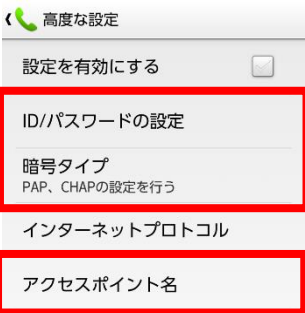 高度な設定
設定を有効にする
ID/パスワードの設定
暗号タイプ
PAP、CHAPの設定を行う
インターネットプロトコル
アクセスポイント名